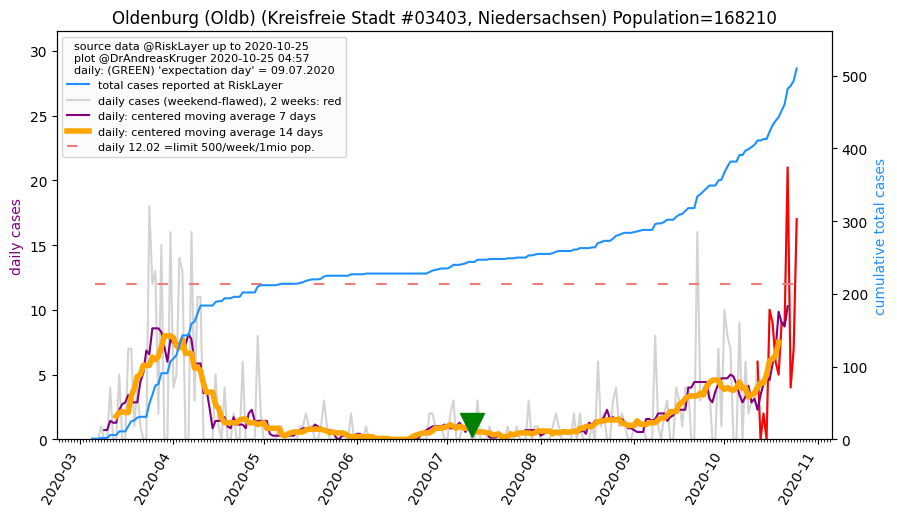 Oldenburg (Oldb) (Kreisfreie Stadt #03403, Niedersachsen) Population=168210
source data @RiskLayer up to 2020-10-25
plot @DrAndreasKruger 2020-10-25 04:57
daily: (GREEN) 'expectation day' = 09.07.2020
total cases reported at RiskLayer
daily cases (weekend-flawed), 2 weeks: red
daily: centered moving average 7 days
daily: centered moving average 14 days
daily 12.02 =limit 500/week/1mio pop.
daily cases
30
25
20
15
10
5
0
500
400
300
200
100
0
cumulative total cases
2020-03
2020-04
2020-05
2020-06
2020-07
2020-08
2020-09
2020-10
2020-11